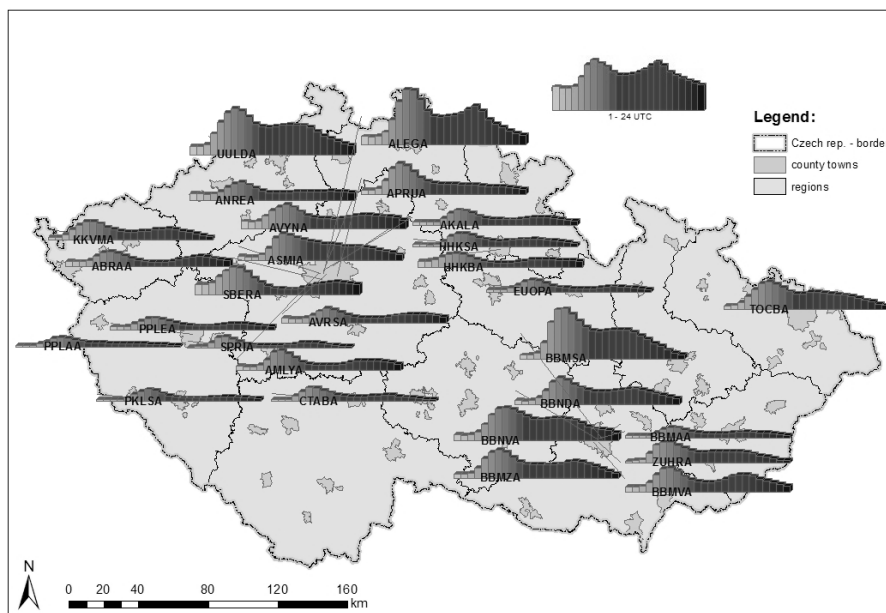 1 - 24 UTC
Legend:
Czech rep. - borde
county towns
regions
UULDA
ALEGA
ANREA
APRUA
AVYNA
AKALA
KKVMA
HHKSA
ABRAA
ASMIA
HHKBA
SBERA
EUOPA
TOCBA
PPLEA
AVRSA
PPLAA
SPRIA
BBMSA
AMLYA
PKLSA
CTABA
BBNDA
BBNVA
BBMAA
ZUHRA
BBMZA
BBMVA
N
0 20 40 80 120 160
km